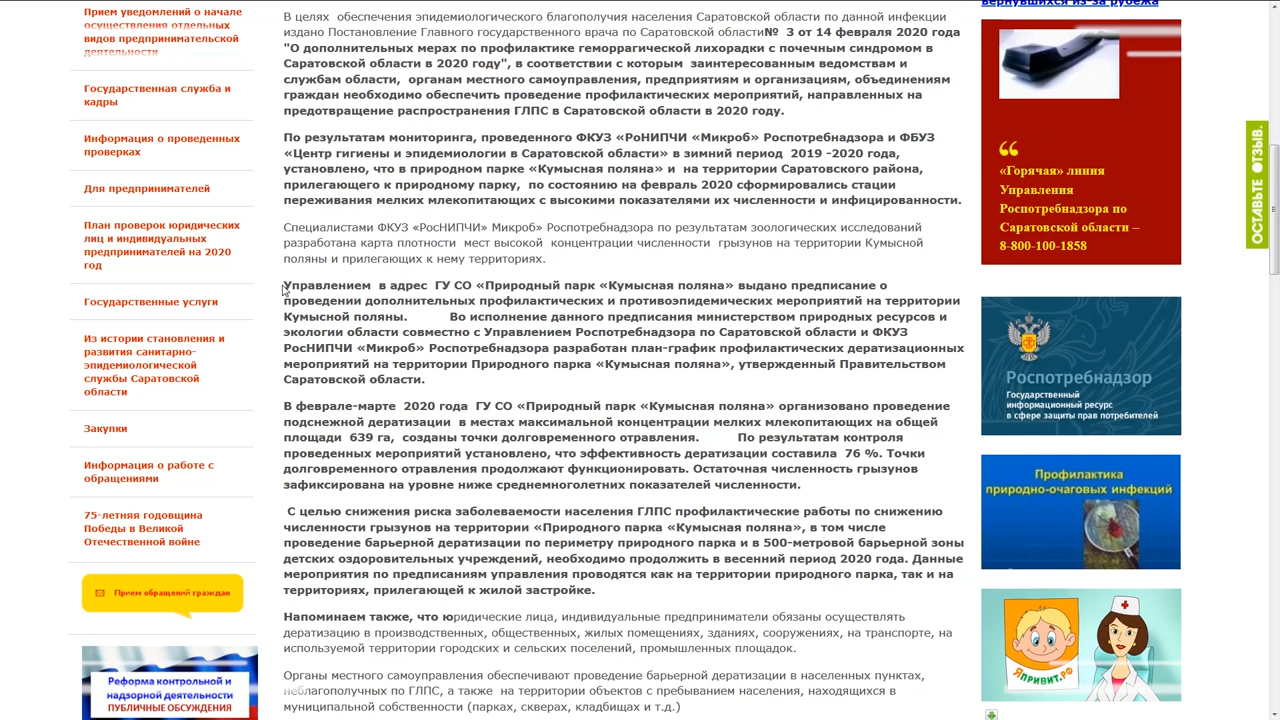 Прием уведомлений о начале
осуществления отдельных
видов предпринимательской
деятельности
Государственная служба и
кадры
Информация о проведенных
проверках
Для предпринимателей
План проверок юридических
лиц и индивидуальных
предпринимателей на 2020
год
Государственные услуги
Из истории становления и
развития санитарно-
эпидемиологической
службы Саратовской
области
Закупки
Информация о работе с
обращениями
75-летняя годовщина
Победы в Великой
Отечественной войне
Прием обращений граждан
Реформа контрольной и
надзорной деятельности
ПУБЛИЧНЫЕ ОБСУЖДЕНИЯ
В целях обеспечения эпидемиологического благополучия населения Саратовской области по данной инфекции
издано Постановление Главного государственного врача по Саратовской области№ 3 от 14 февраля 2020 года
"О дополнительных мерах по профилактике геморрагической лихорадки с почечным синдромом в
Саратовской области в 2020 году", в соответствии с которым заинтересованным ведомствам и
службам области, органам местного самоуправления, предприятиям и организациям, объединениям
граждан необходимо обеспечить проведение профилактических мероприятий, направленных на
предотвращение распространения ГЛПС в Саратовской области в 2020 году.
По результатам мониторинга, проведенного ФКУЗ «РоНИПЧИ «Микроб» Роспотребнадзора и ФБУЗ
«Центр гигиены и эпидемиологии в Саратовской области» в зимний период 2019 -2020 года,
установлено, что в природном парке «Кумысная поляна» и на территории Саратовского района,
прилегающего к природному парку, по состоянию на февраль 2020 сформировались стации
переживания мелких млекопитающих с высокими показателями их численности и инфицированности.
Специалистами ФКУЗ «РосНИПЧИ» Микроб» Роспотребнадзора по результатам зоологических исследований
разработана карта плотности мест высокой концентрации численности грызунов на территории Кумысной
поляны и прилегающих к нему территориях.
Управлением в адрес ГУ СО «Природный парк «Кумысная поляна» выдано предписание о
проведении дополнительных профилактических и противоэпидемических мероприятий на территории
Кумысной поляны. Во исполнение данного предписания министерством природных ресурсов и
экологии области совместно с Управлением Роспотребнадзора по Саратовской области и ФКУЗ
РосНИПЧИ «Микроб» Роспотребнадзора разработан план-график профилактических дератизационных
мероприятий на территории Природного парка «Кумысная поляна», утвержденный Правительством
Саратовской области.
В феврале-марте 2020 года ГУ СО «Природный парк «Кумысная поляна» организовано проведение
подснежной дератизации в местах максимальной концентрации мелких млекопитающих на общей
площади 639 га, созданы точки долговременного отравления. По результатам контроля
проведенных мероприятий установлено, что эффективность дератизации составила 76 %. Точки
долговременного отравления продолжают функционировать. Остаточная численность грызунов
зафиксирована на уровне ниже среднемноголетних показателей численности.
С целью снижения риска заболеваемости населения ГЛПС профилактические работы по снижению
численности грызунов на территории «Природного парка «Кумысная поляна», в том числе
проведение барьерной дератизации по периметру природного парка и в 500-метровой барьерной зоны
детских оздоровительных учреждений, необходимо продолжить в весенний период 2020 года. Данные
мероприятия по предписаниям управления проводятся как на территории природного парка, так и на
территориях, прилегающей к жилой застройке.
Напоминаем также, что юридические лица, индивидуальные предприниматели обязаны осуществлять
дератизацию в производственных, общественных, жилых помещениях, зданиях, сооружениях, на транспорте, на
используемой территории городских и сельских поселений, промышленных площадок.
Органы местно о самоуправления обеспечивают проведение барьерной дератизации в населенных пунктах,
неблагополучных по ГЛПС, а также на территории объектов с пребыванием населения, находящихся в
муниципальной собственности (парках, скверах, кладбищах и т.д.)
вернувшихся из-за рубежа
«Горячая» линия
Управления
Роспотребнадзора по
Саратовской области –
8-800-100-1858
Роспотребнадзор
Государственный
информационный ресурс
в сфере защиты прав потребителей
Профилактика
природно-очаговых инфекций
ЯПРИВИТ.РФ
ОСТАВЬТЕ ОТЗЫВ.